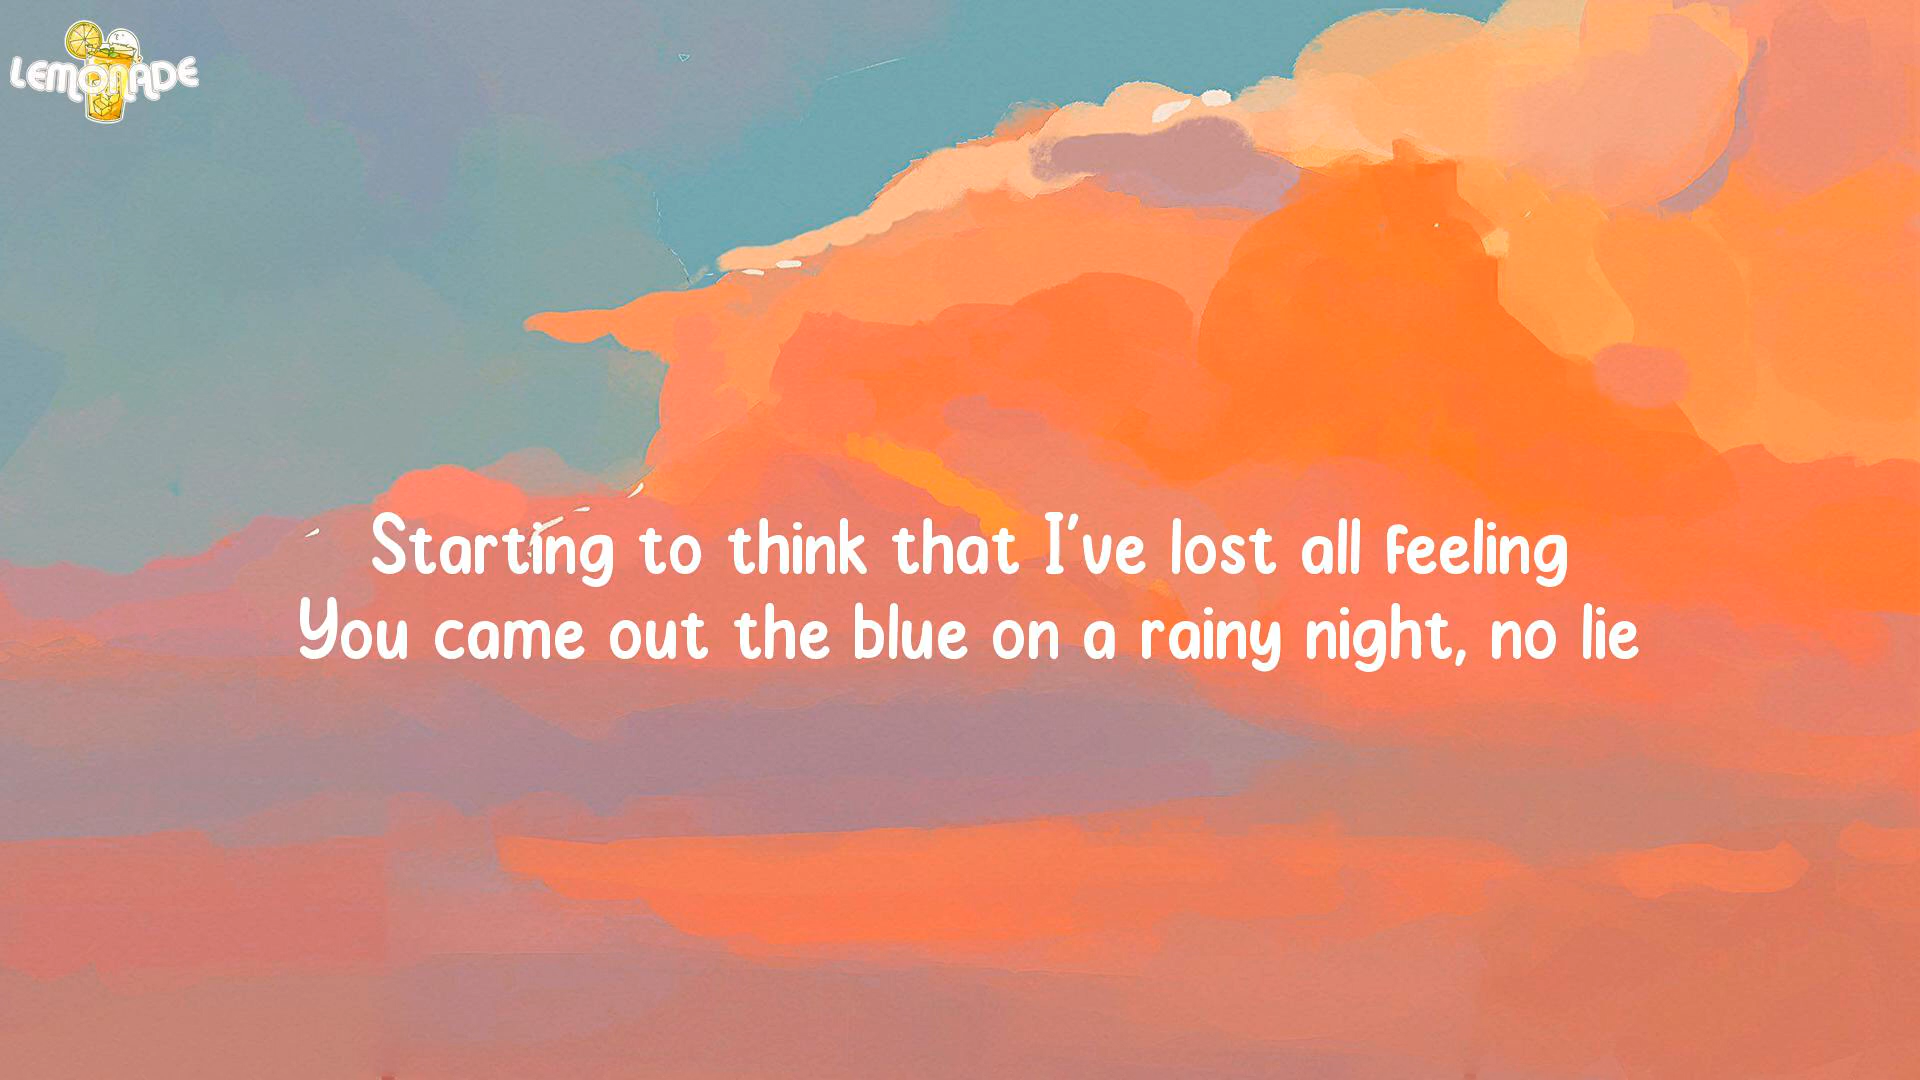 LEMONADE
Starting to think that I've lost all feeling
You came out the blue on a rainy night, no lie